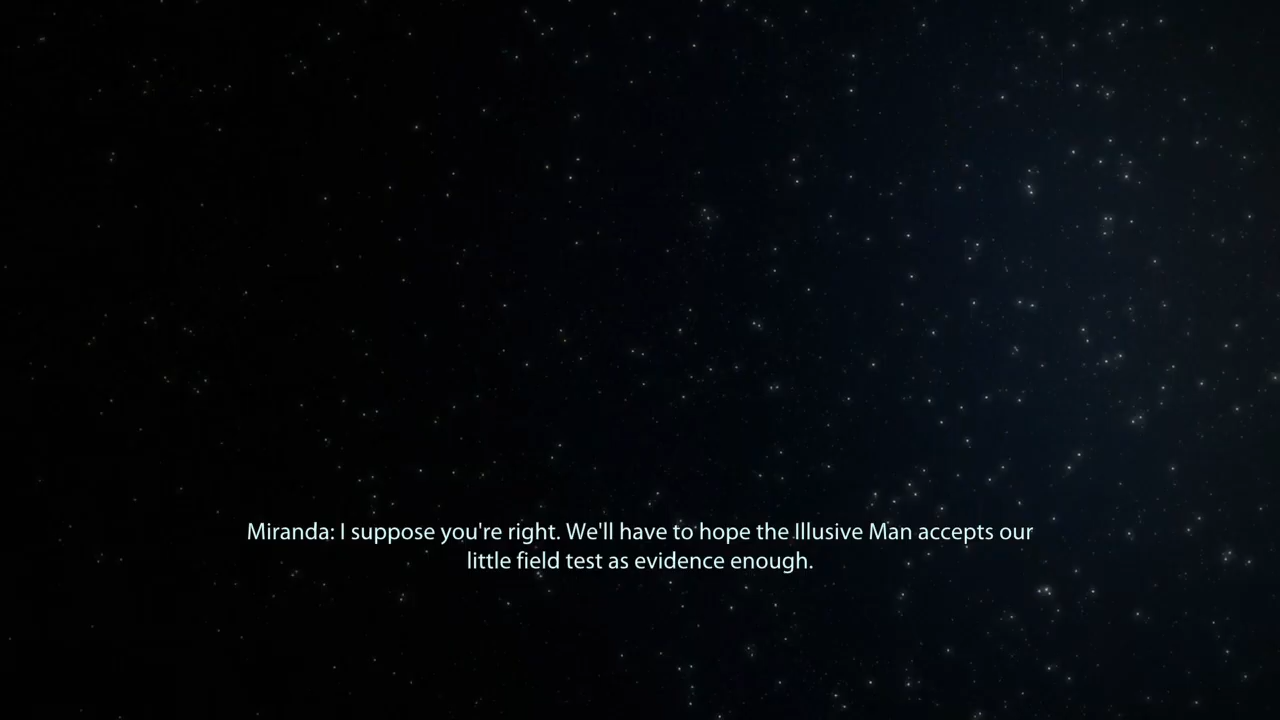 Miranda: I suppose you're right. We'll have to hope the Illusive Man accepts our
little field test as evidence enough.